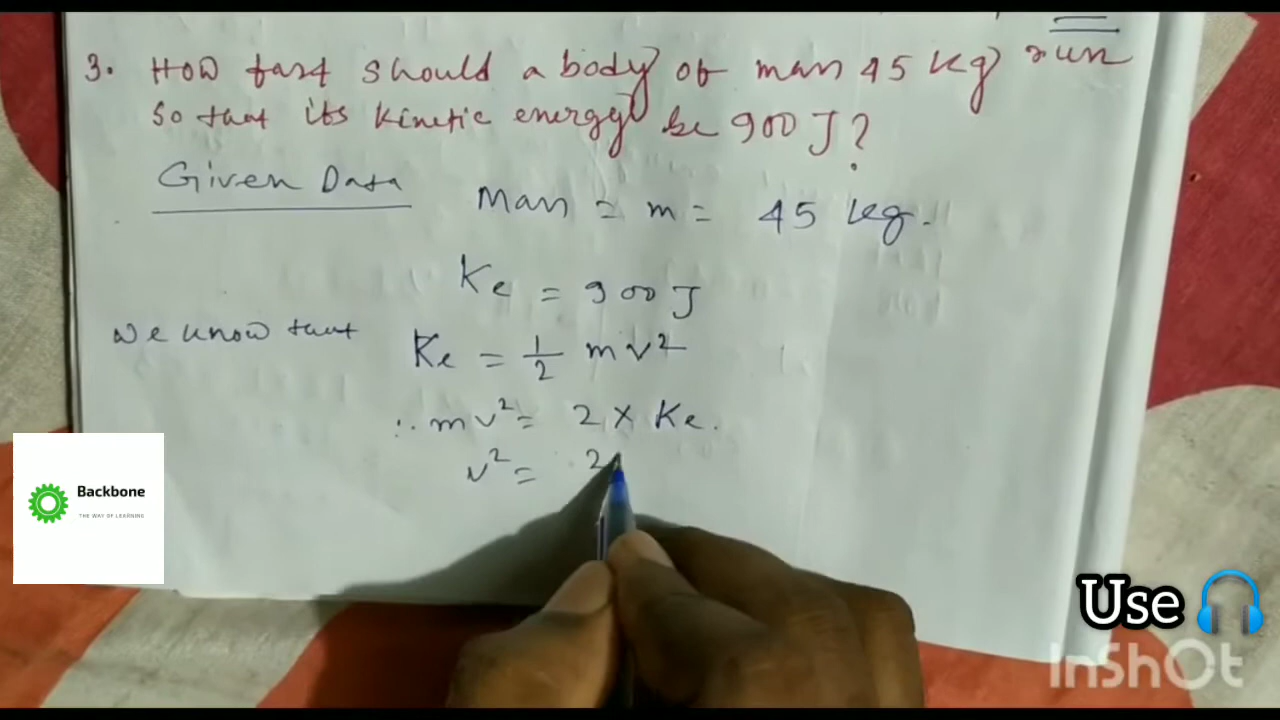 3. How fast should a body of mass 45 kg run
so that its kinetic energy be 900 J?
Given Data
Mass = m = 45 kg.
Ke = 900 J
We know that Ke = 1/2 mv²
∴ mv² = 2 × Ke.
v² = 2
Backbone
THE WAY OF LEARNING
Use
InShOt